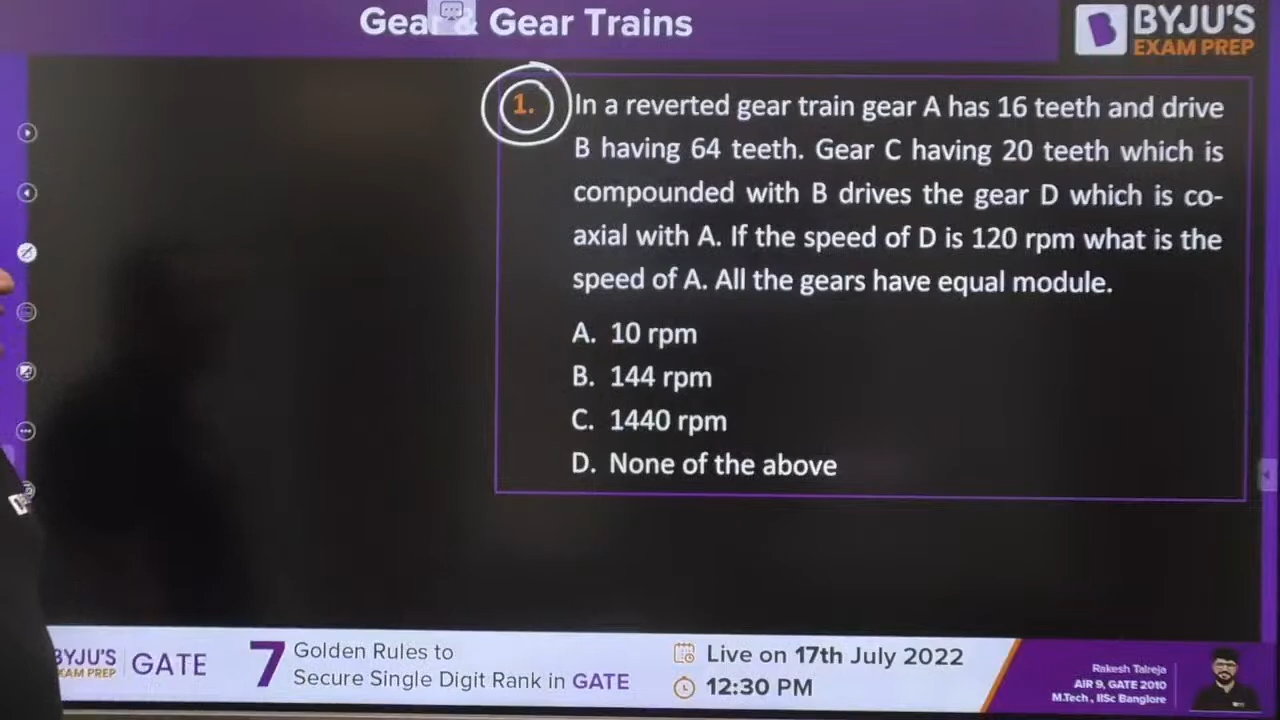 Gear & Gear Trains
BYJU'S
EXAM PREP
1. In a reverted gear train gear A has 16 teeth and drive
B having 64 teeth. Gear C having 20 teeth which is
compounded with B drives the gear D which is co-
axial with A. If the speed of D is 120 rpm what is the
speed of A. All the gears have equal module.
A. 10 rpm
B. 144 rpm
C. 1440 rpm
D. None of the above
BYJU'S
EXAM PREP
GATE
7 Golden Rules to
Secure Single Digit Rank in GATE
Live on 17th July 2022
12:30 PM
Rakesh Talreja
AIR 9, GATE 2010
M.Tech, IISc Banglore